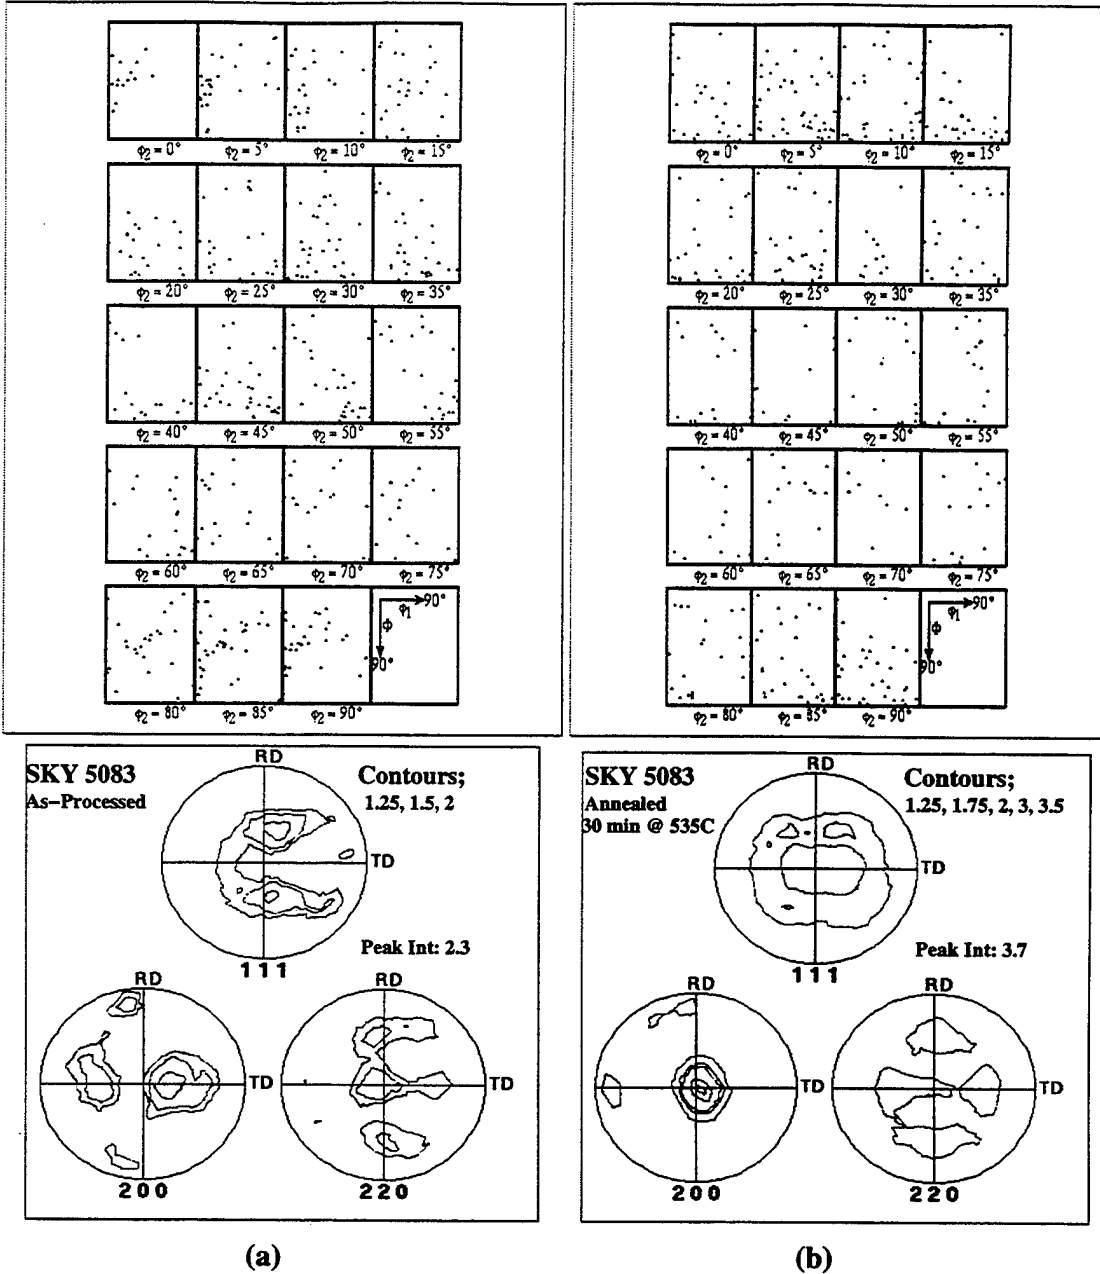 φ2 = 0° φ2 = 5° φ2 = 10° φ2 = 15°
φ2 = 20° φ2 = 25° φ2 = 30° φ2 = 35°
φ2 = 40° φ2 = 45° φ2 = 50° φ2 = 55°
φ2 = 60° φ2 = 65° φ2 = 70° φ2 = 75°
90°
φ1
Φ
90°
φ2 = 80° φ2 = 85° φ2 = 90°
φ2 = 0° φ2 = 5° φ2 = 10° φ2 = 15°
φ2 = 20° φ2 = 25° φ2 = 30° φ2 = 35°
φ2 = 40° φ2 = 45° φ2 = 50° φ2 = 55°
φ2 = 60° φ2 = 65° φ2 = 70° φ2 = 75°
90°
φ1
Φ
90°
φ2 = 80° φ2 = 85° φ2 = 90°
SKY 5083
As-Processed
RD
Contours;
1.25, 1.5, 2
TD
111
Peak Int: 2.3
RD
TD
200
RD
TD
220
(a)
SKY 5083
Annealed
30 min @ 535C
RD
Contours;
1.25, 1.75, 2, 3, 3.5
TD
111
Peak Int: 3.7
RD
TD
200
RD
TD
220
(b)